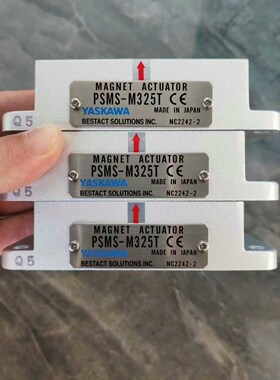 MAGNET ACTUATOR
PSMS-M325T CE
YASKAWA MADE IN JAPAN
BESTACT SOLUTIONS INC. NC2242-2
Q5
MAGNET ACTUATOR
PSMS-M325T CE
YASKAWA MADE IN JAPAN
BESTACT SOLUTIONS INC. NC2242-2
Q5
MAGNET ACTUATOR
PSMS-M325T CE
YASKAWA MADE IN JAPAN
BESTACT SOLUTIONS INC. NC2242-2
Q5